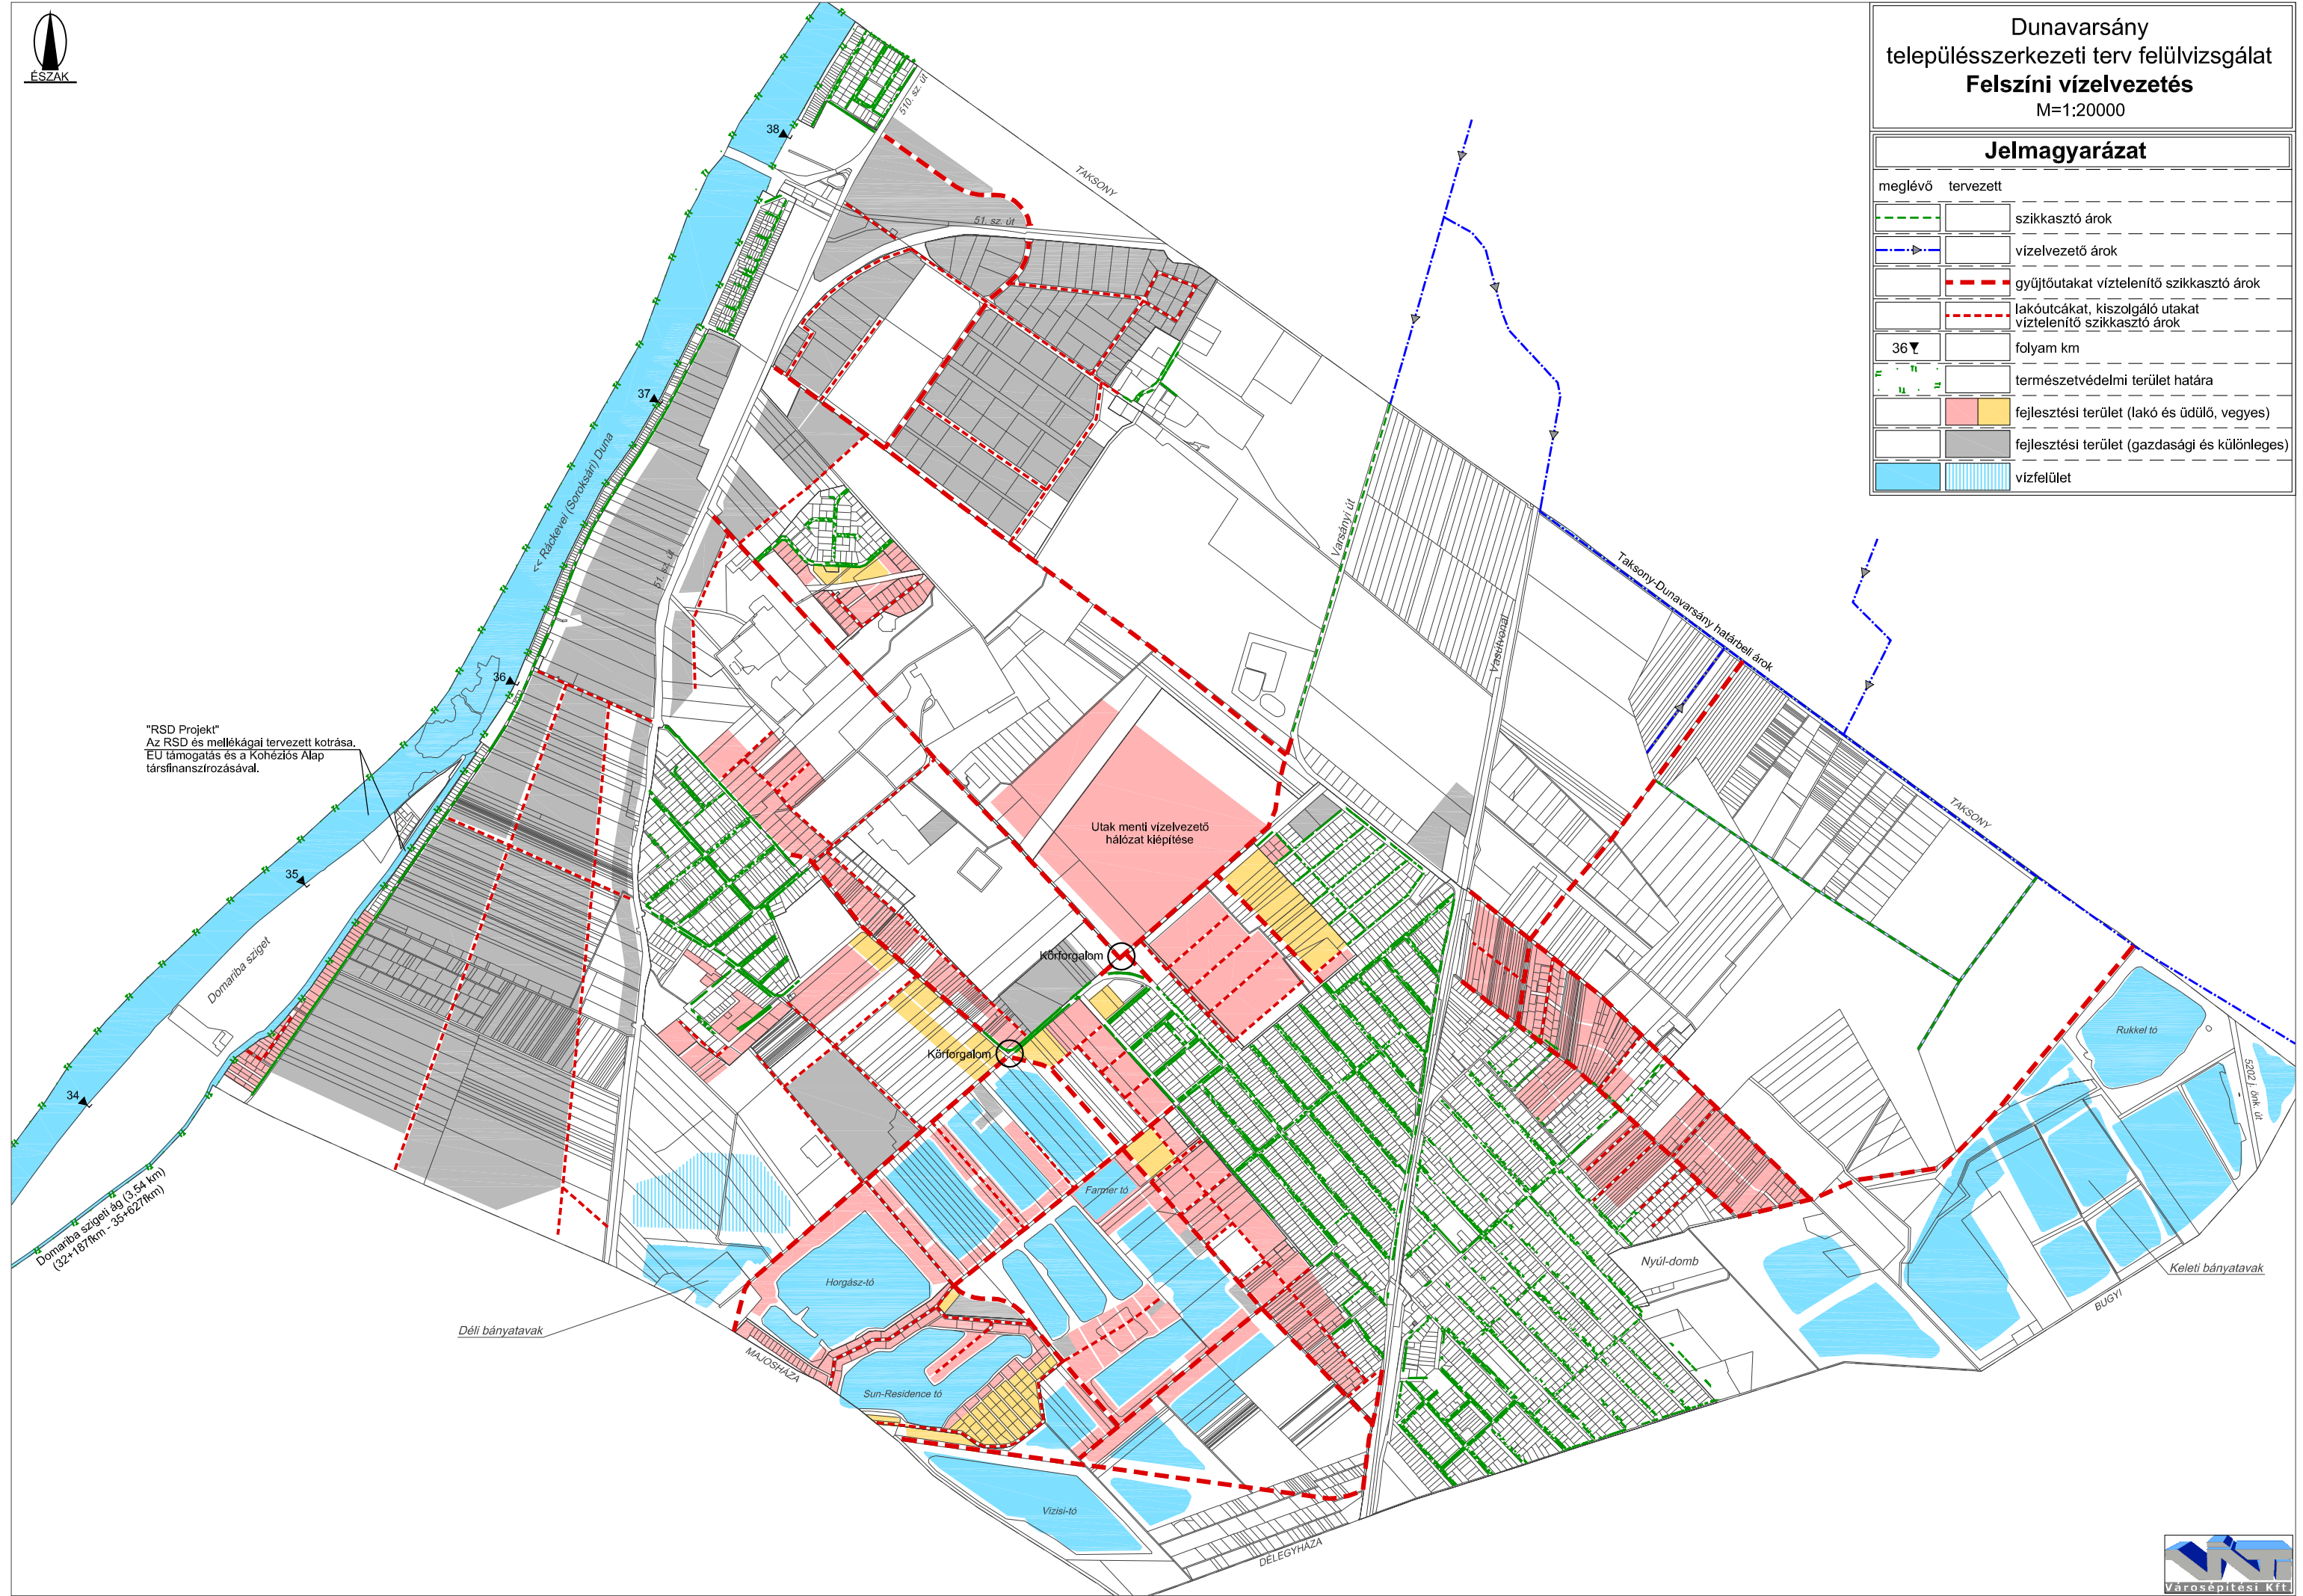 ÉSZAK
Dunavarsány
településszerkezeti terv felülvizsgálat
Felszíni vízelvezetés
M=1:20000
Jelmagyarázat
meglévő tervezett
szikkasztó árok
vízelvezető árok
gyűjtőutakat víztelenítő szikkasztó árok
lakóutcákat, kiszolgáló utakat
víztelenítő szikkasztó árok
36 folyam km
természetvédelmi terület határa
fejlesztési terület (lakó és üdülő, vegyes)
fejlesztési terület (gazdasági és különleges)
vízfelület
38
510. sz. út
TAKSONY
51. sz. út
37
<< Ráckevei (Soroksári) Duna
51. sz. út
Varsányi út
Vasútvonal
Taksony-Dunavarsány határbeli árok
36
"RSD Projekt"
Az RSD és mellékágai tervezett kotrása.
EU támogatás és a Kohéziós Alap
társfinanszírozásával.
TAKSONY
Utak menti vízelvezető
hálózat kiépítése
35
Domariba sziget
Körforgalom
Körforgalom
Rukkel tó
5202 j. önk. út
34
Domariba szigeti ág (3,54 km)
(32+187fkm - 35+627fkm)
Farmer tó
Nyúl-domb
Keleti bányatavak
Horgász-tó
BUGYI
Déli bányatavak
MAJOSHÁZA
Sun-Residence tó
Vizisi-tó
DÉLEGYHÁZA
Városépítési Kft.